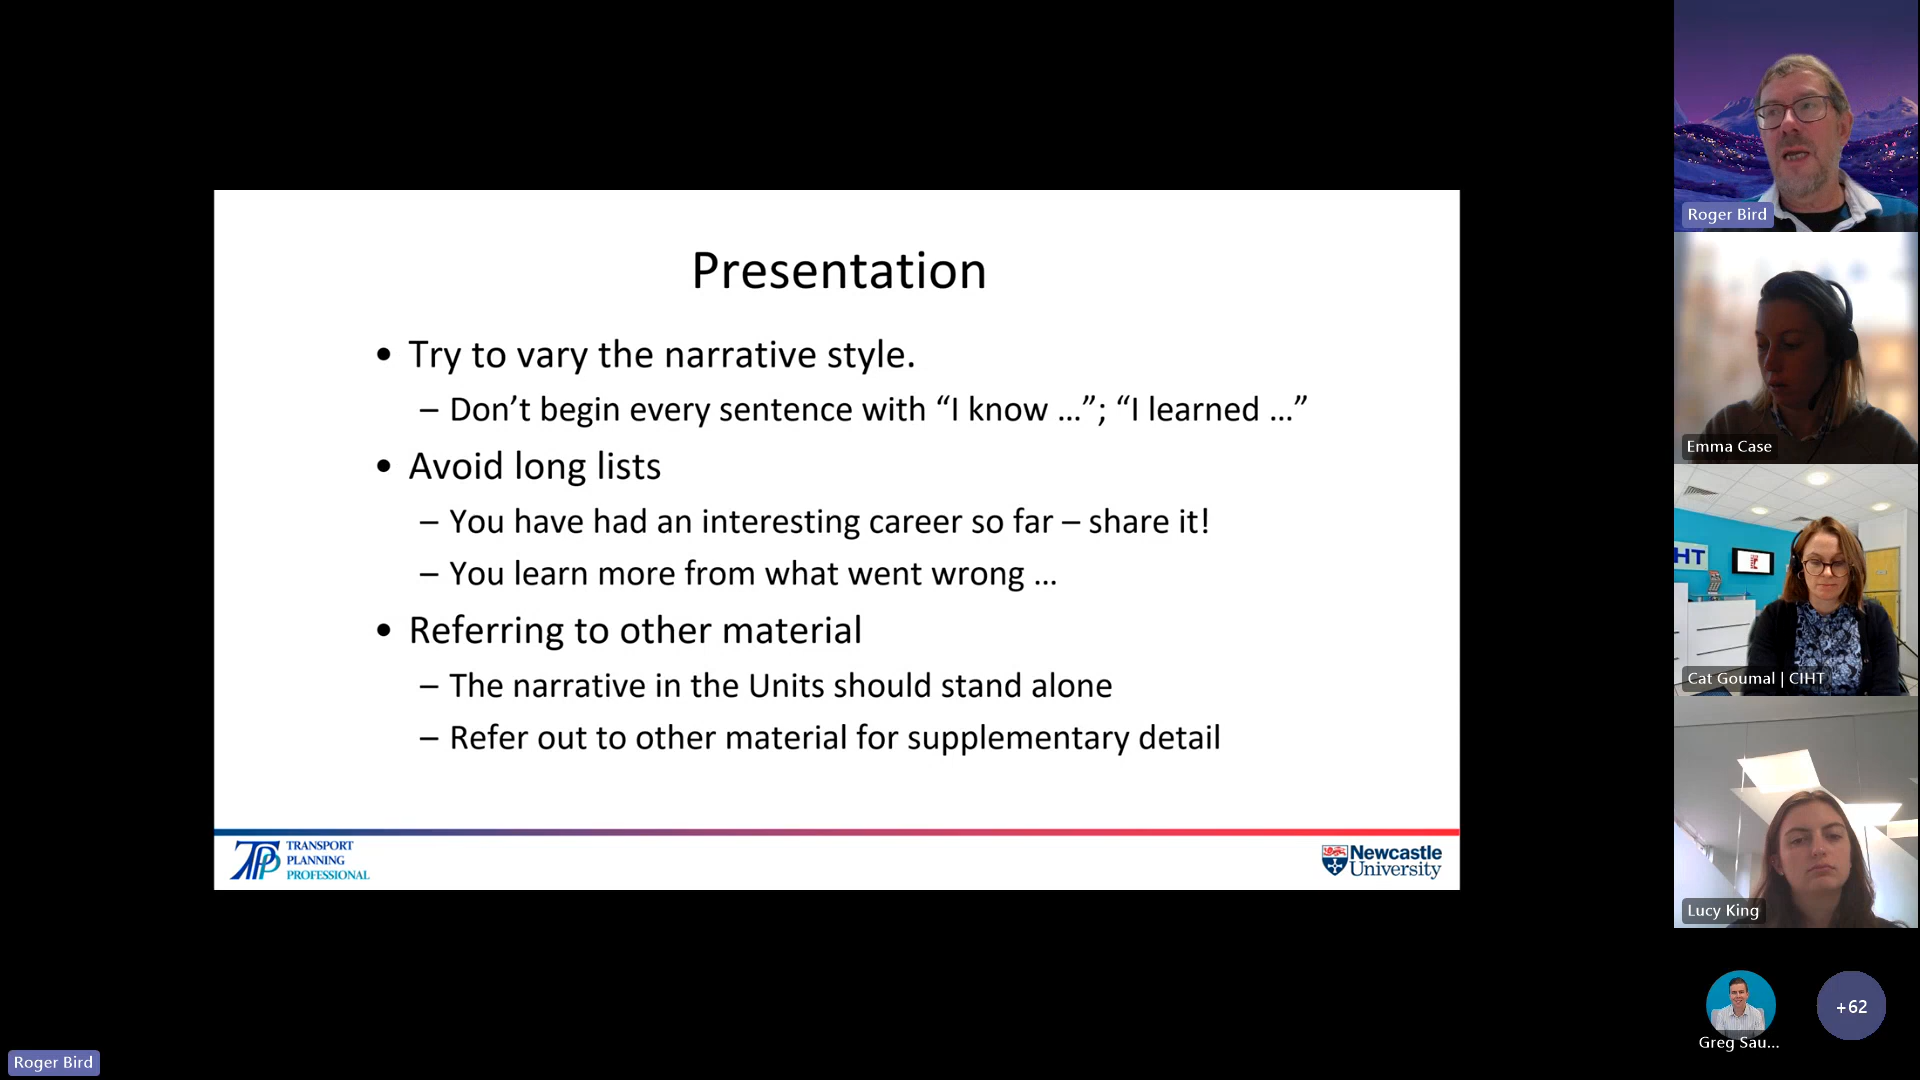 Presentation
• Try to vary the narrative style.
– Don’t begin every sentence with “I know …”; “I learned …”
• Avoid long lists
– You have had an interesting career so far – share it!
– You learn more from what went wrong …
• Referring to other material
– The narrative in the Units should stand alone
– Refer out to other material for supplementary detail
TPP
TRANSPORT
PLANNING
PROFESSIONAL
Newcastle
University
Roger Bird
Emma Case
HT
Cat Goumal | CIHT
Lucy King
Greg Sau...
+62
Roger Bird